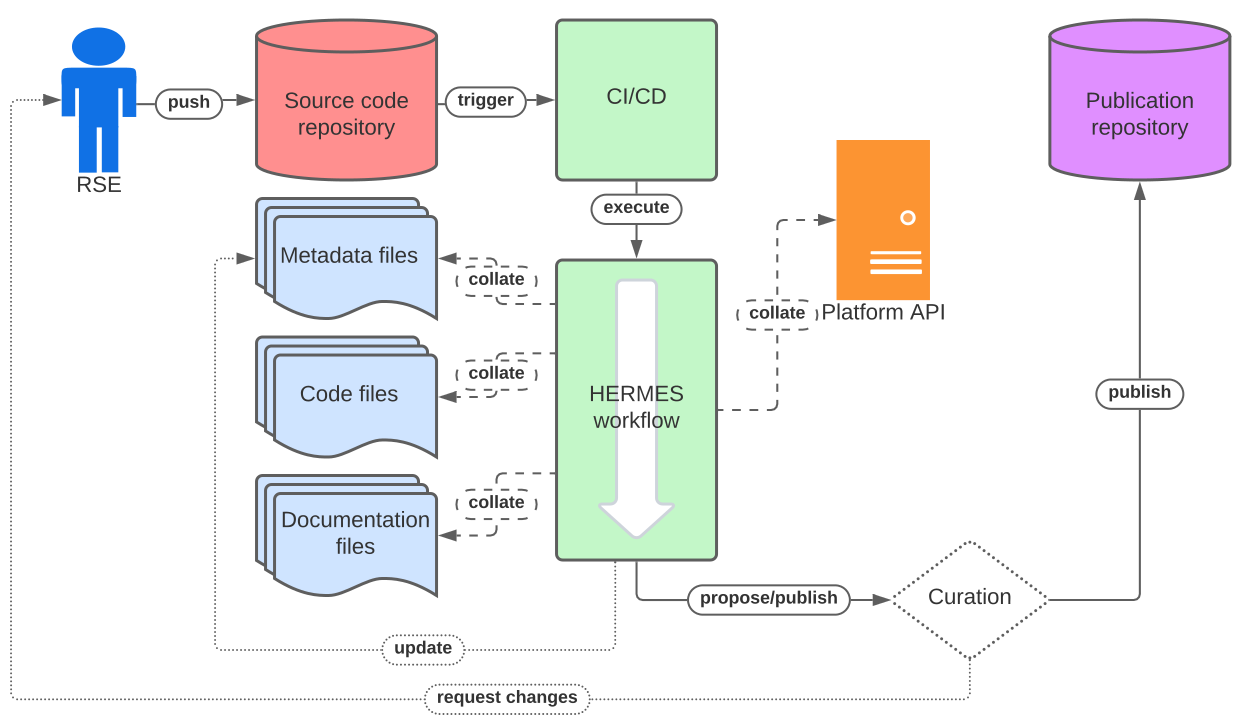 RSE
push
Source code
repository
trigger
CI/CD
Publication
repository
execute
Metadata files
collate
collate
Platform API
Code files
collate
HERMES
workflow
publish
Documentation
files
collate
propose/publish
Curation
update
request changes